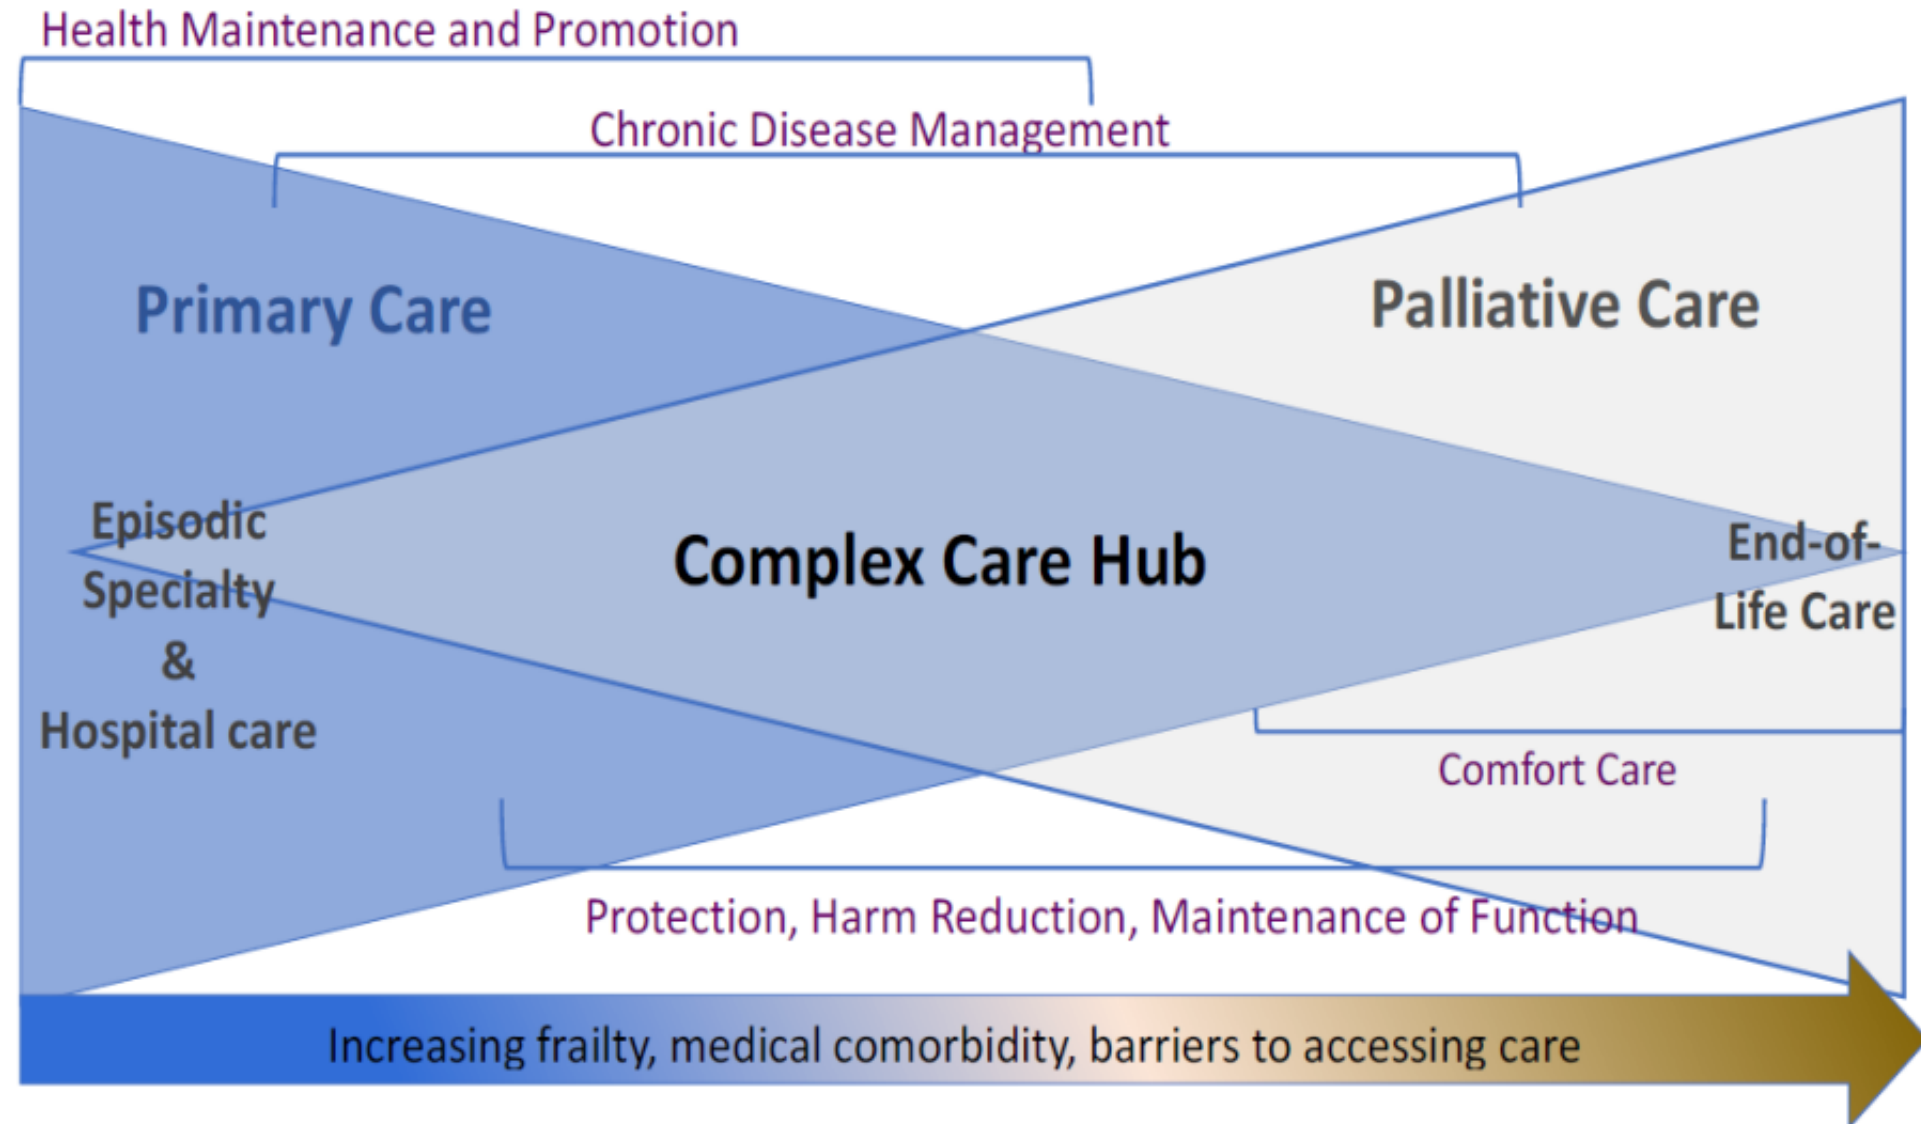 Health Maintenance and Promotion
Chronic Disease Management
Primary Care
Palliative Care
Episodic
Specialty
&
Hospital care
Complex Care Hub
End-of-
Life Care
Comfort Care
Protection, Harm Reduction, Maintenance of Function
Increasing frailty, medical comorbidity, barriers to accessing care